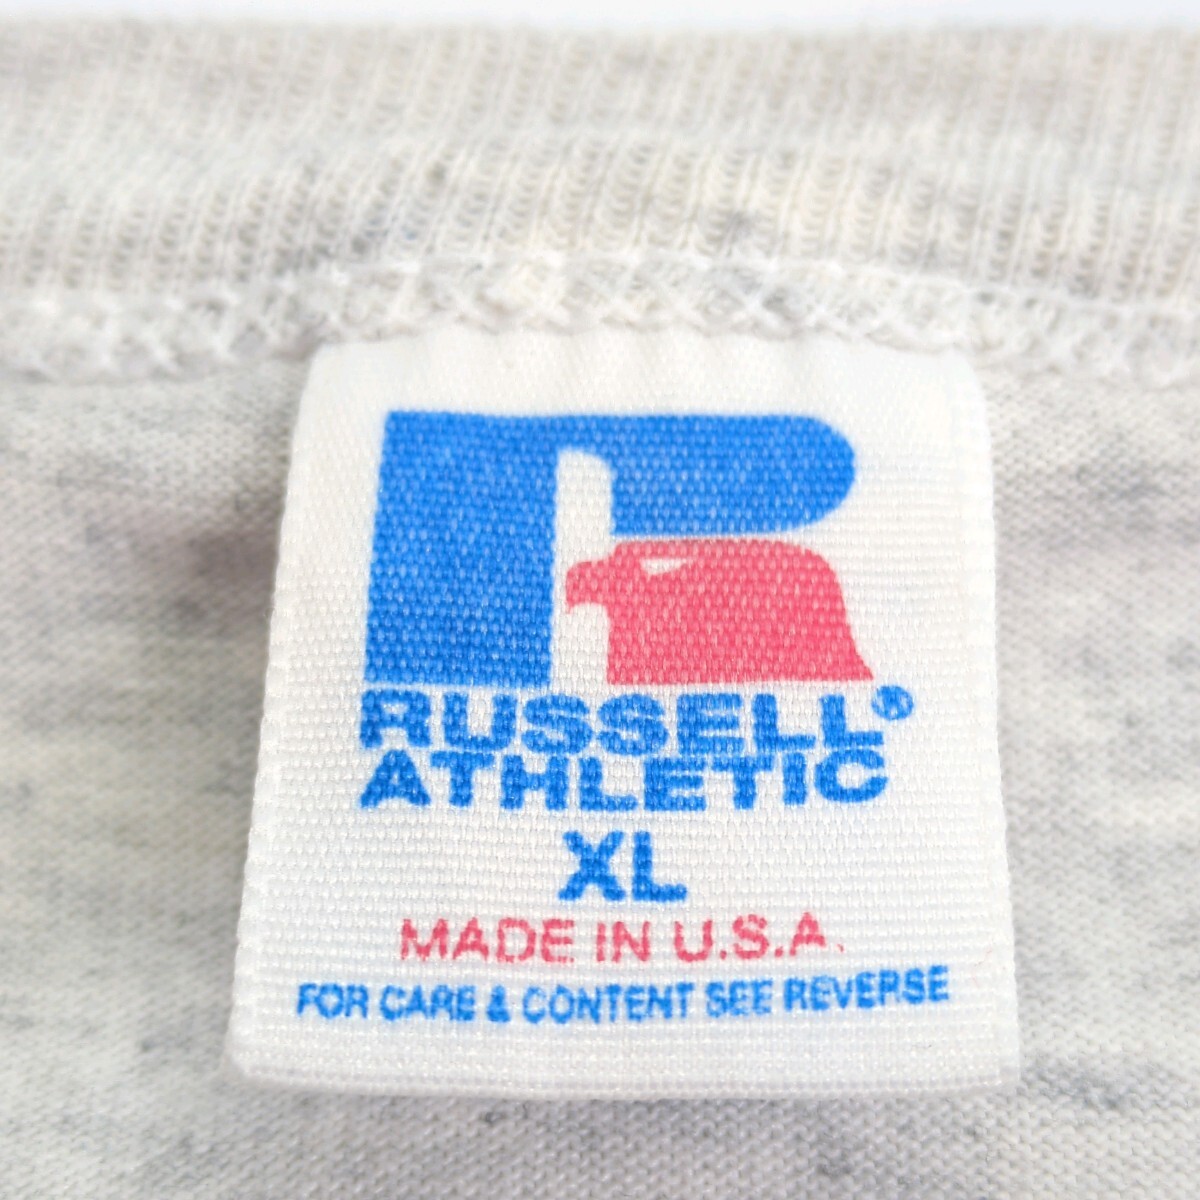 R
RUSSELL®
ATHLETIC
XL
MADE IN U.S.A.
FOR CARE & CONTENT SEE REVERSE